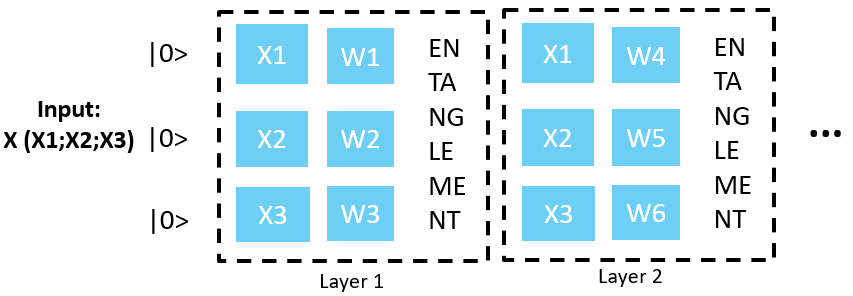 |0>
X1 W1
X1 W4
Input:
X (X1;X2;X3)
|0>
X2 W2
X2 W5
|0>
X3 W3
X3 W6
EN
TA
NG
LE
ME
NT
EN
TA
NG
LE
ME
NT
...
Layer 1
Layer 2